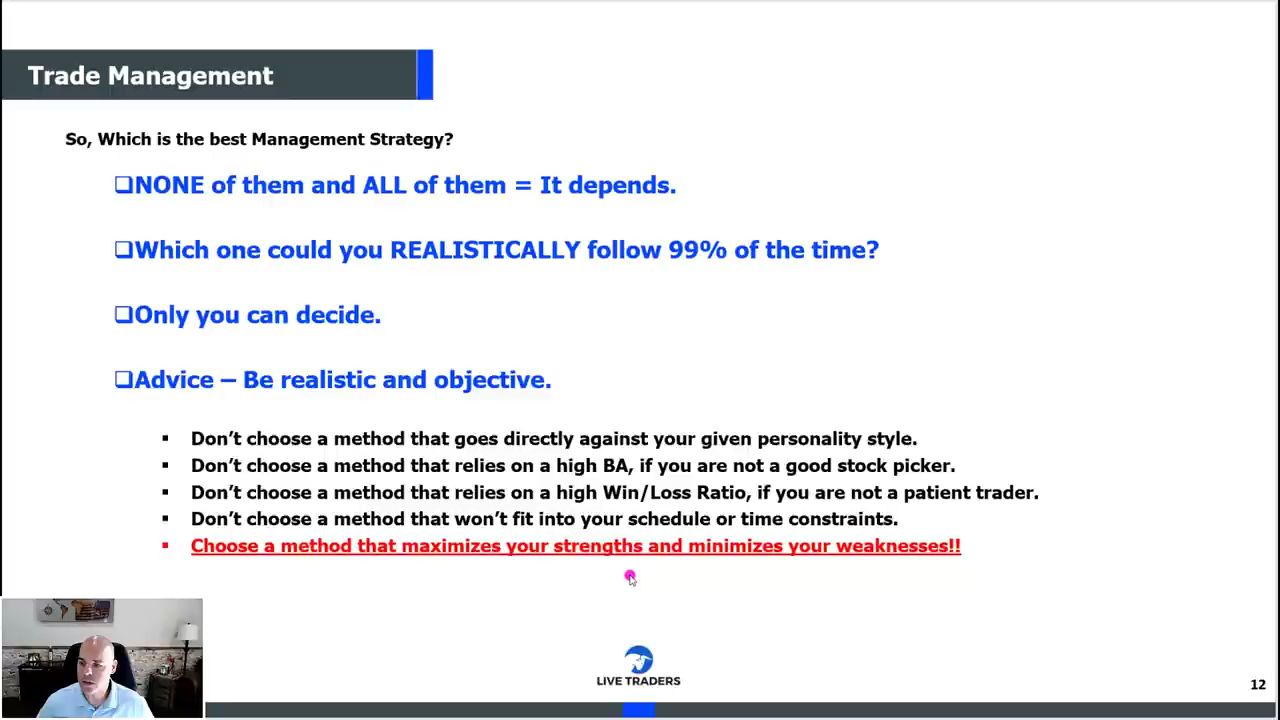 Trade Management
So, Which is the best Management Strategy?
❑NONE of them and ALL of them = It depends.
❑Which one could you REALISTICALLY follow 99% of the time?
❑Only you can decide.
❑Advice – Be realistic and objective.
▪ Don’t choose a method that goes directly against your given personality style.
▪ Don’t choose a method that relies on a high BA, if you are not a good stock picker.
▪ Don’t choose a method that relies on a high Win/Loss Ratio, if you are not a patient trader.
▪ Don’t choose a method that won’t fit into your schedule or time constraints.
▪ Choose a method that maximizes your strengths and minimizes your weaknesses!!
LIVE TRADERS
12